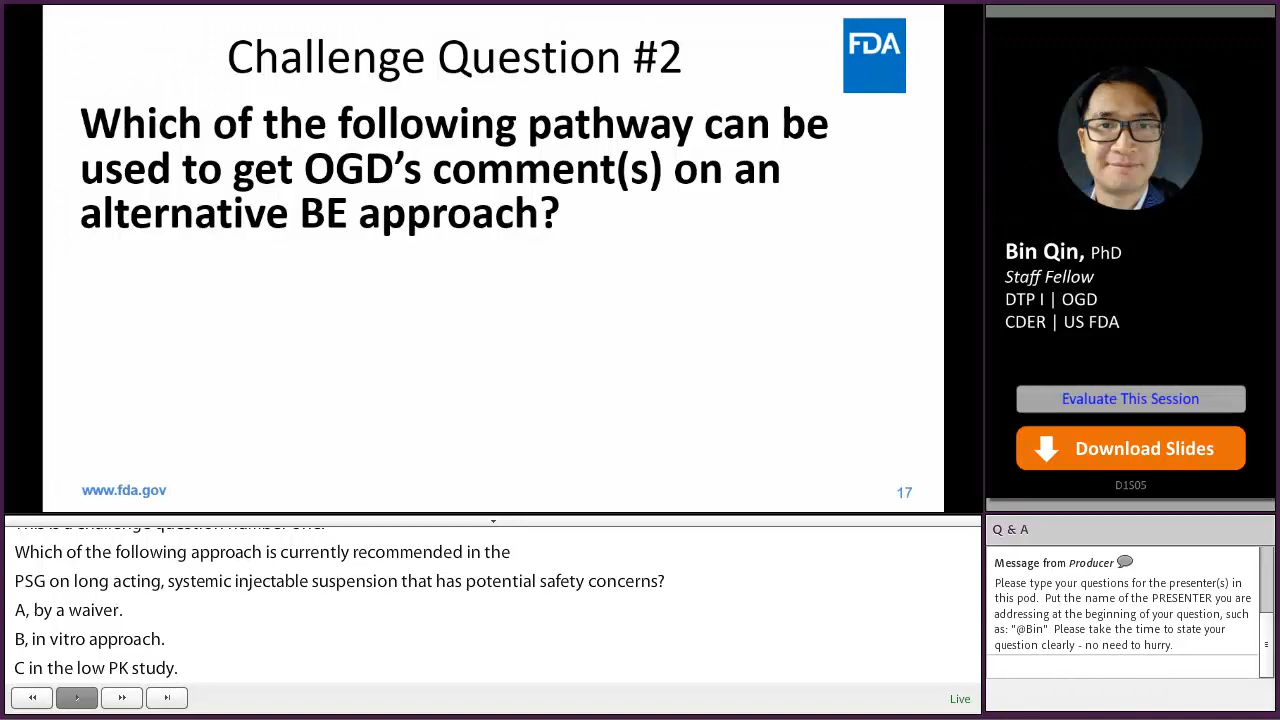 Challenge Question #2
FDA
Which of the following pathway can be
used to get OGD's comment(s) on an
alternative BE approach?
www.fda.gov
17
Bin Qin, PhD
Staff Fellow
DTP I | OGD
CDER | US FDA
Evaluate This Session
Download Slides
D1S05
This is a challenge question number one.
Which of the following approach is currently recommended in the
PSG on long acting, systemic injectable suspension that has potential safety concerns?
A, by a waiver.
B, in vitro approach.
C in the low PK study.
Live
Q & A
Message from Producer
Please type your questions for the presenter(s) in
this pod. Put the name of the PRESENTER you are
addressing at the beginning of your question, such
as: "@Bin" Please take the time to state your
question clearly - no need to hurry.